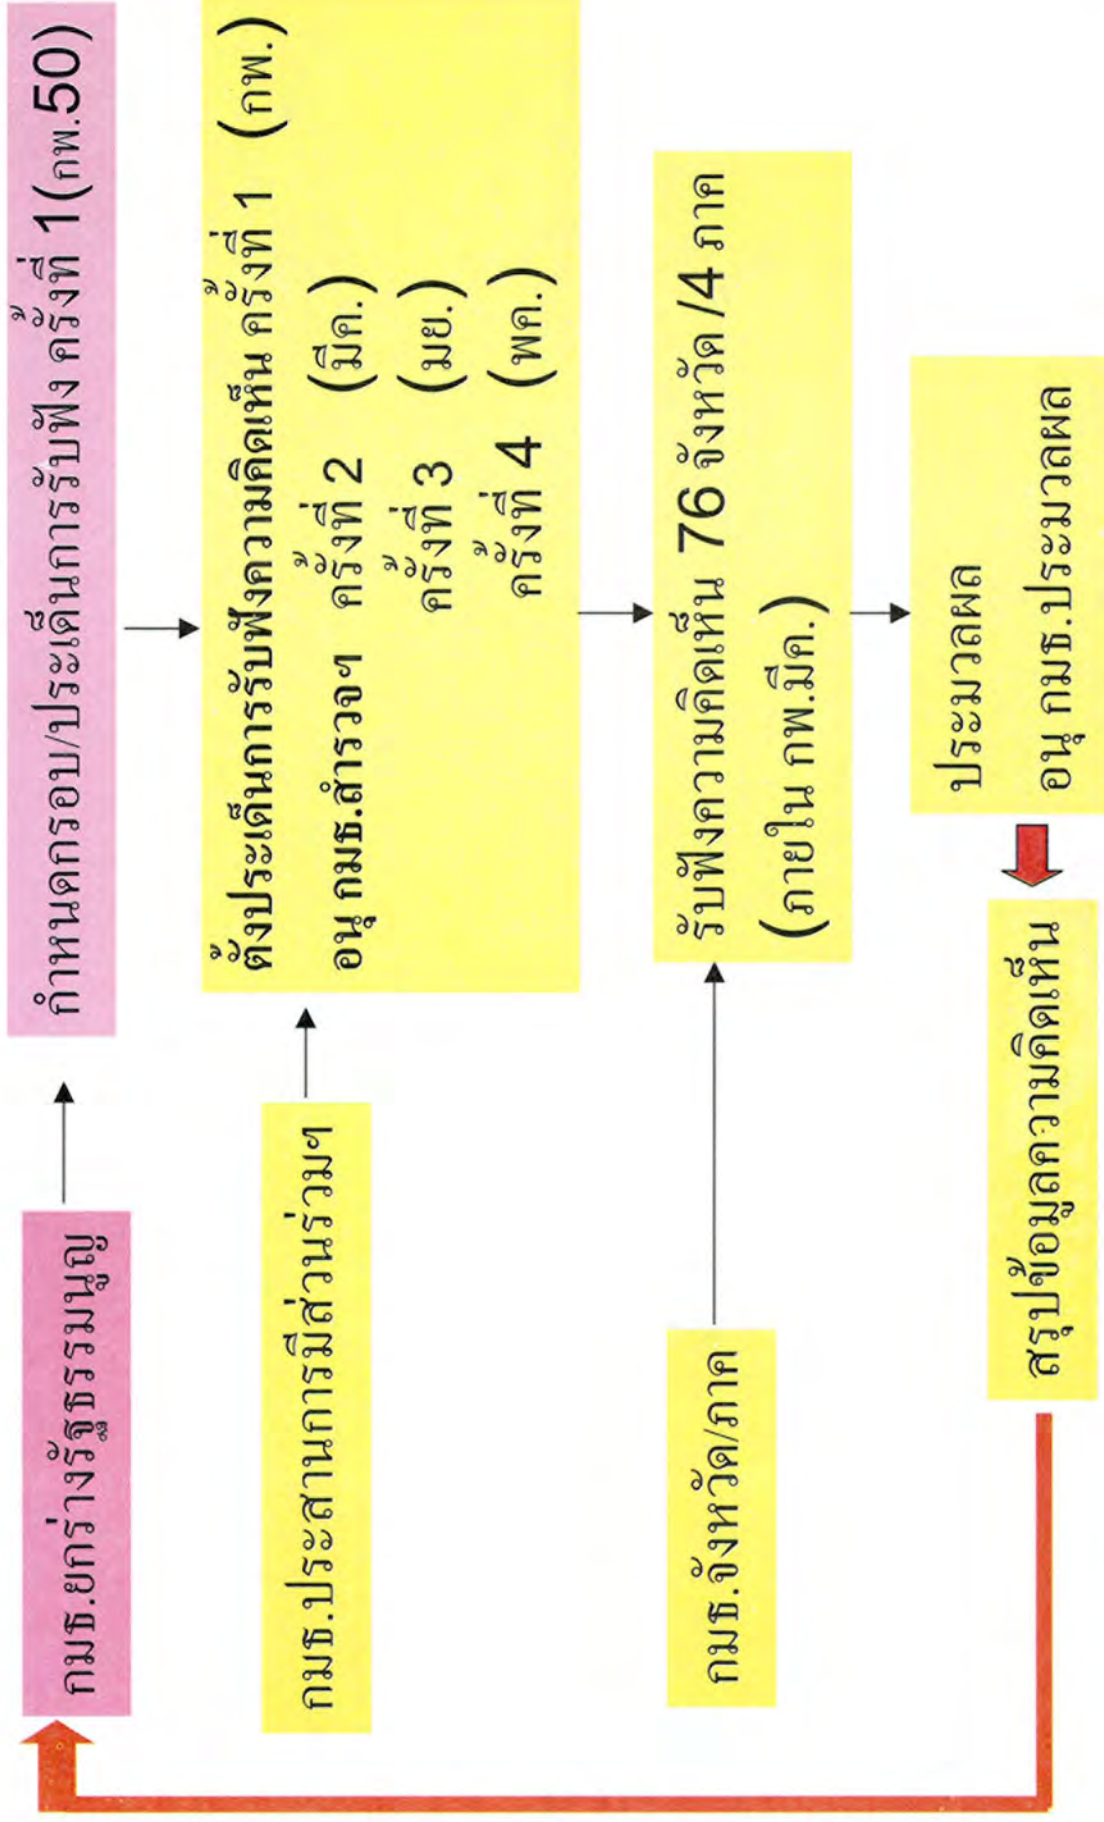 กมธ.ยกร่างรัฐธรรมนูญ
กำหนดกรอบ/ประเด็นการรับฟัง ครั้งที่ 1(กพ.50)
กมธ.ประสานการมีส่วนร่วมฯ
ตั้งประเด็นการรับฟังความคิดเห็น ครั้งที่ 1 (กพ.)
อนุ กมธ.สำรวจฯ ครั้งที่ 2 (มีค.)
ครั้งที่ 3 (มย.)
ครั้งที่ 4 (พค.)
กมธ.จังหวัด/ภาค
รับฟังความคิดเห็น 76 จังหวัด /4 ภาค
(ภายใน กพ.มีค.)
ประมวลผล
อนุ กมธ.ประมวลผล
สรุปข้อมูลความคิดเห็น